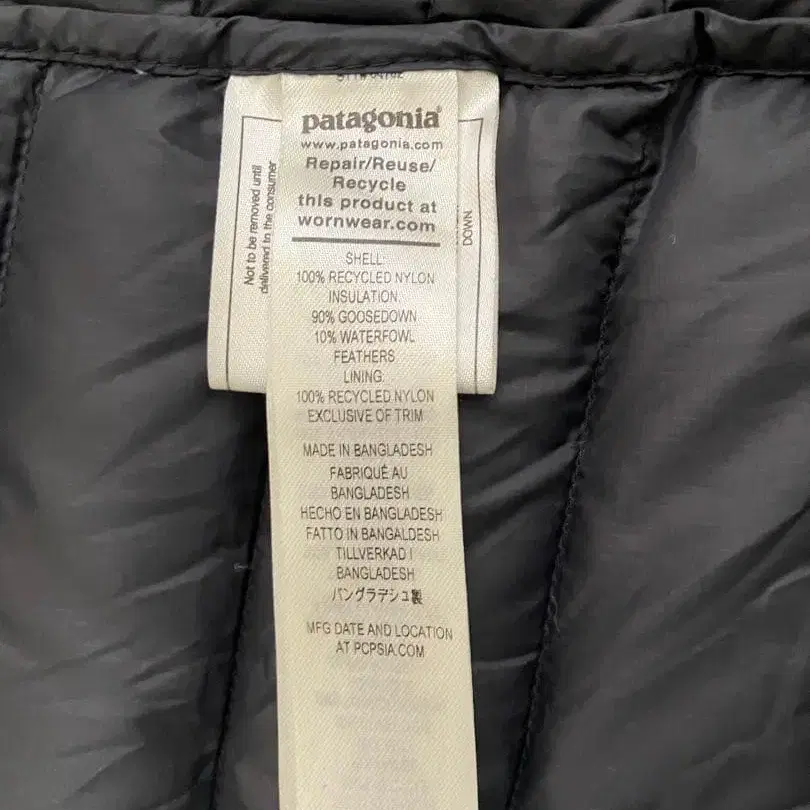 patagonia®
www.patagonia.com
Repair/Reuse/
Recycle
this product at
wornwear.com
SHELL:
100% RECYCLED NYLON
INSULATION:
90% GOOSEDOWN
10% WATERFOWL
FEATHERS
LINING:
100% RECYCLED NYLON
EXCLUSIVE OF TRIM
MADE IN BANGLADESH
FABRIQUÉ AU
BANGLADESH
HECHO EN BANGLADESH
FATTO IN BANGALDESH
TILLVERKAD I
BANGLADESH
バングラデシュ製
MFG DATE AND LOCATION
AT PCPSIA.COM
Not to be removed until
delivered to the consumer
DOWN.